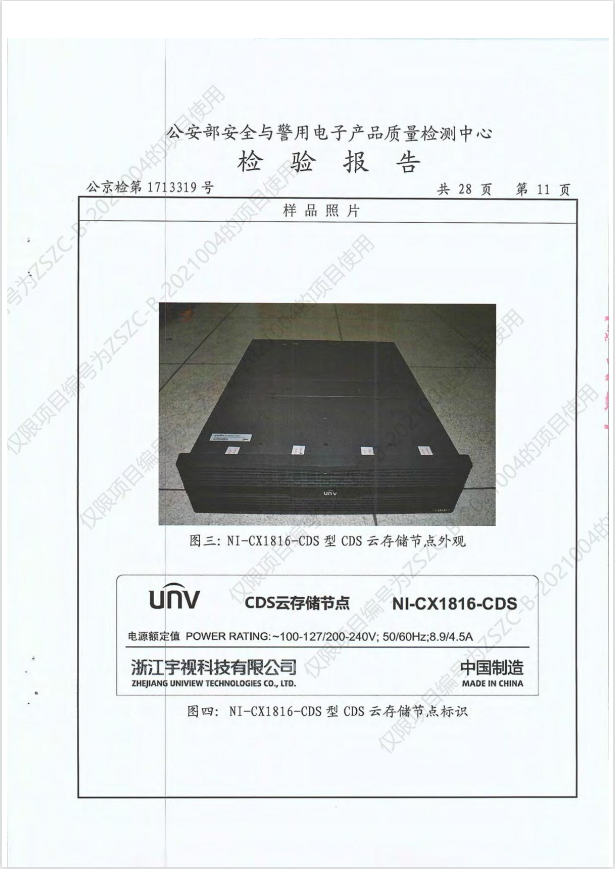 公安部安全与警用电子产品质量检测中心
检验报告
公京检第 1713319 号
共 28 页 第 11 页
样品照片
unv
图三: NI-CX1816-CDS 型 CDS 云存储节点外观
unv CDS云存储节点 NI-CX1816-CDS
电源额定值 POWER RATING:~100-127/200-240V; 50/60Hz;8.9/4.5A
浙江宇视科技有限公司 中国制造
ZHEJIANG UNIVIEW TECHNOLOGIES CO., LTD. MADE IN CHINA
图四: NI-CX1816-CDS 型 CDS 云存储节点标识
仅限项目编号为ZSZC-B-2021004的项目使用